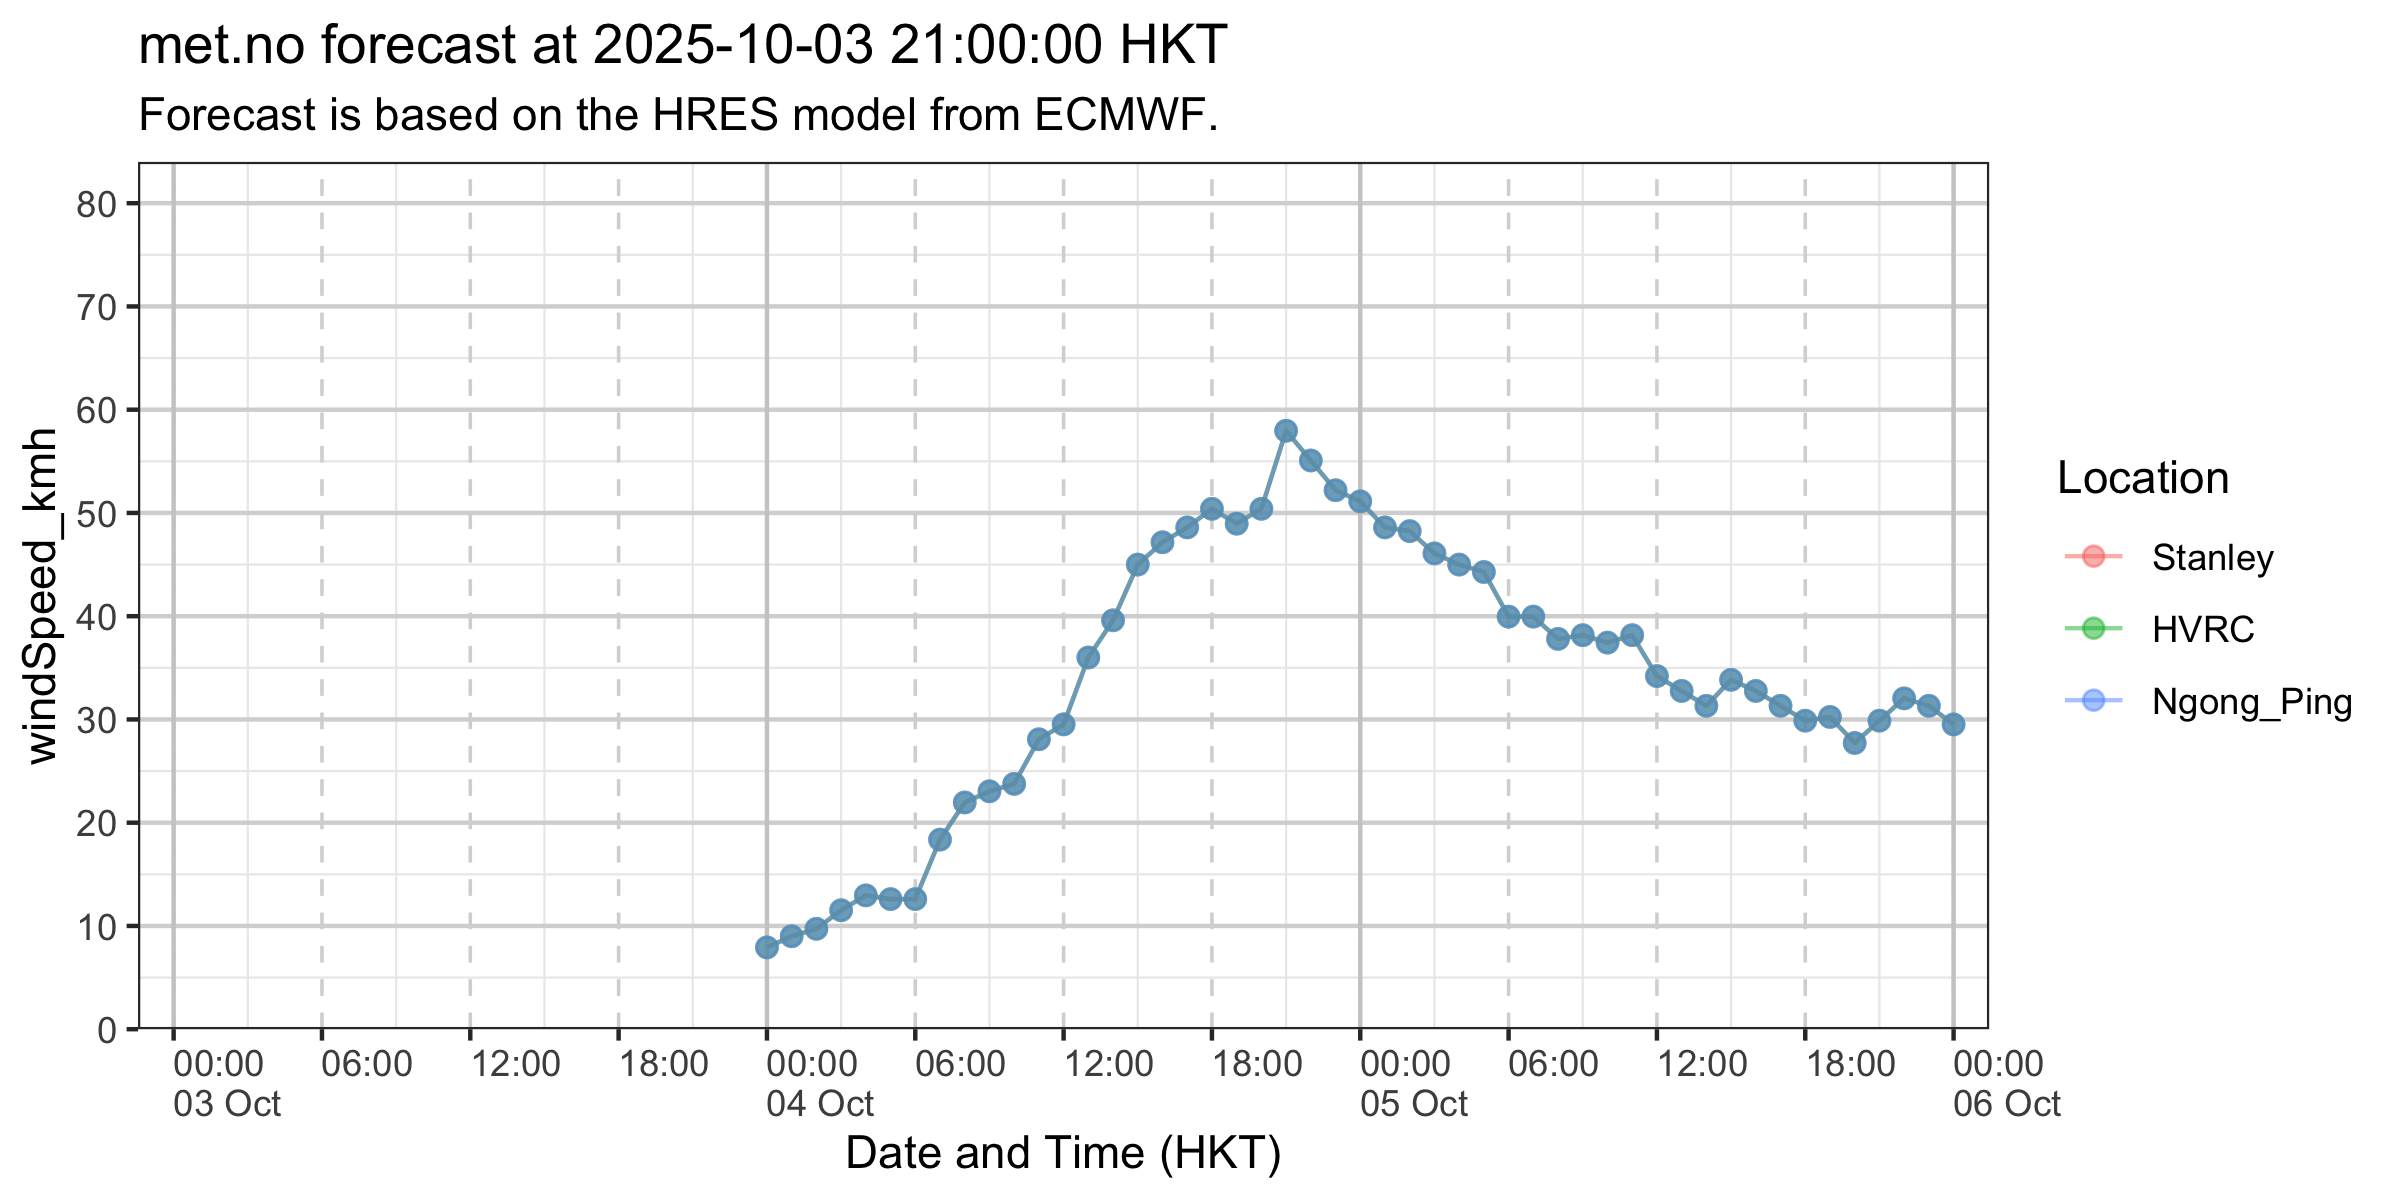 met.no forecast at 2025-10-03 21:00:00 HKT
Forecast is based on the HRES model from ECMWF.
windSpeed_kmh
80
70
60
50
40
30
20
10
0
00:00 06:00 12:00 18:00 00:00 06:00 12:00 18:00 00:00 06:00 12:00 18:00 00:00
03 Oct 04 Oct 05 Oct 06 Oct
Date and Time (HKT)
Location
Stanley
HVRC
Ngong_Ping